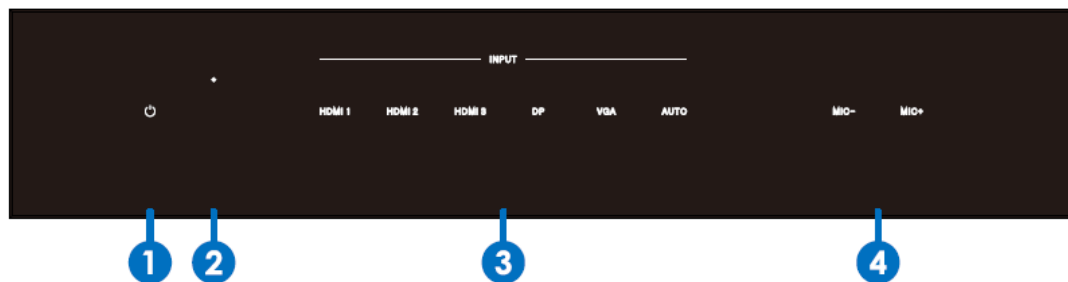 INPUT
HDMI 1 HDMI 2 HDMI 3 DP VGA AUTO MIC- MIC+
1 2 3 4